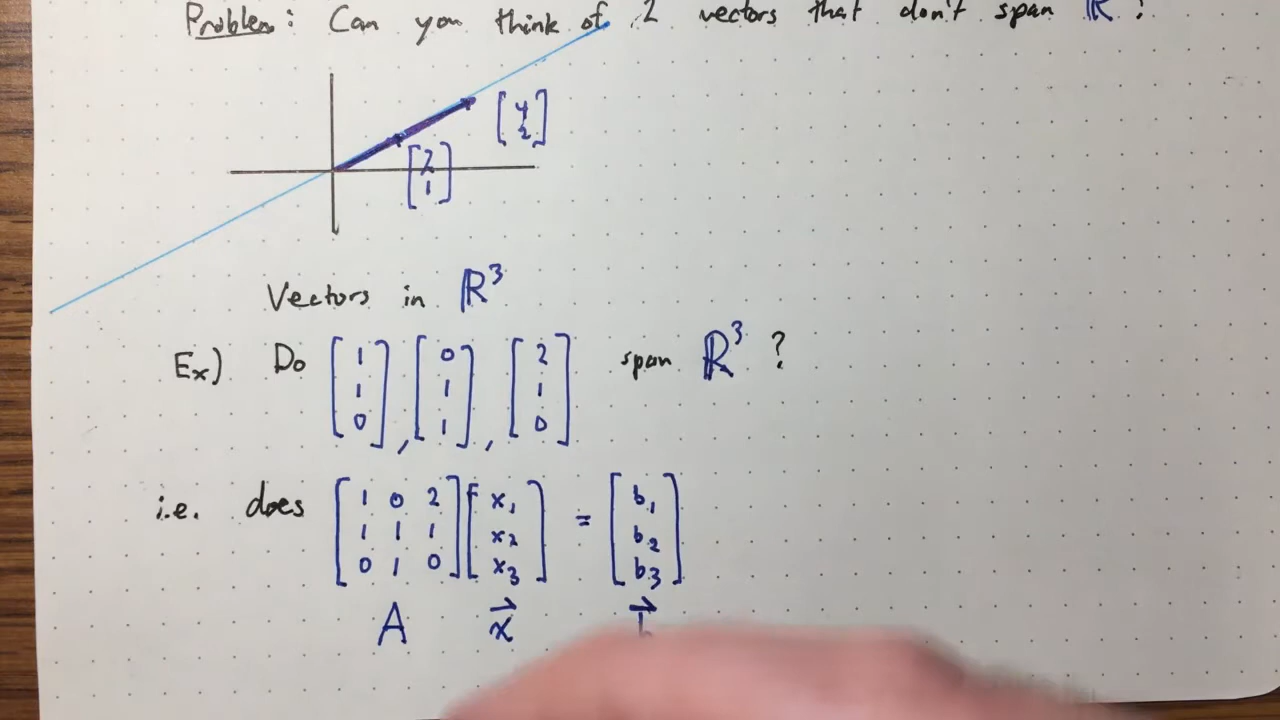 Problem: Can you think of 2 vectors that don't span ℝ ?
[4 2]
[2 1]
Vectors in ℝ³
Ex) Do [1 1 0], [0 1 1], [2 1 0] span ℝ³ ?
i.e. does [1 0 2 1 1 1 0 1 0] [x₁ x₂ x₃] = [b₁ b₂ b₃]
A x⃗